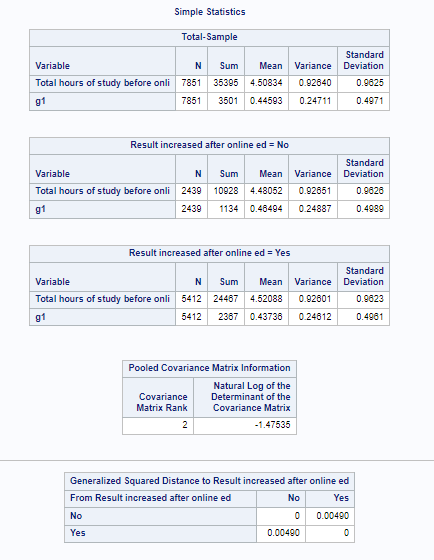 Simple Statistics
Total-Sample
Variable N Sum Mean Variance Standard Deviation
Total hours of study before onli 7851 35395 4.50834 0.92640 0.9625
g1 7851 3501 0.44593 0.24711 0.4971
Result increased after online ed = No
Variable N Sum Mean Variance Standard Deviation
Total hours of study before onli 2439 10928 4.48052 0.92651 0.9626
g1 2439 1134 0.46494 0.24887 0.4989
Result increased after online ed = Yes
Variable N Sum Mean Variance Standard Deviation
Total hours of study before onli 5412 24467 4.52088 0.92601 0.9623
g1 5412 2367 0.43736 0.24612 0.4961
Pooled Covariance Matrix Information
Covariance Matrix Rank Natural Log of the Determinant of the Covariance Matrix
2 -1.47535
Generalized Squared Distance to Result increased after online ed
From Result increased after online ed No Yes
No 0 0.00490
Yes 0.00490 0